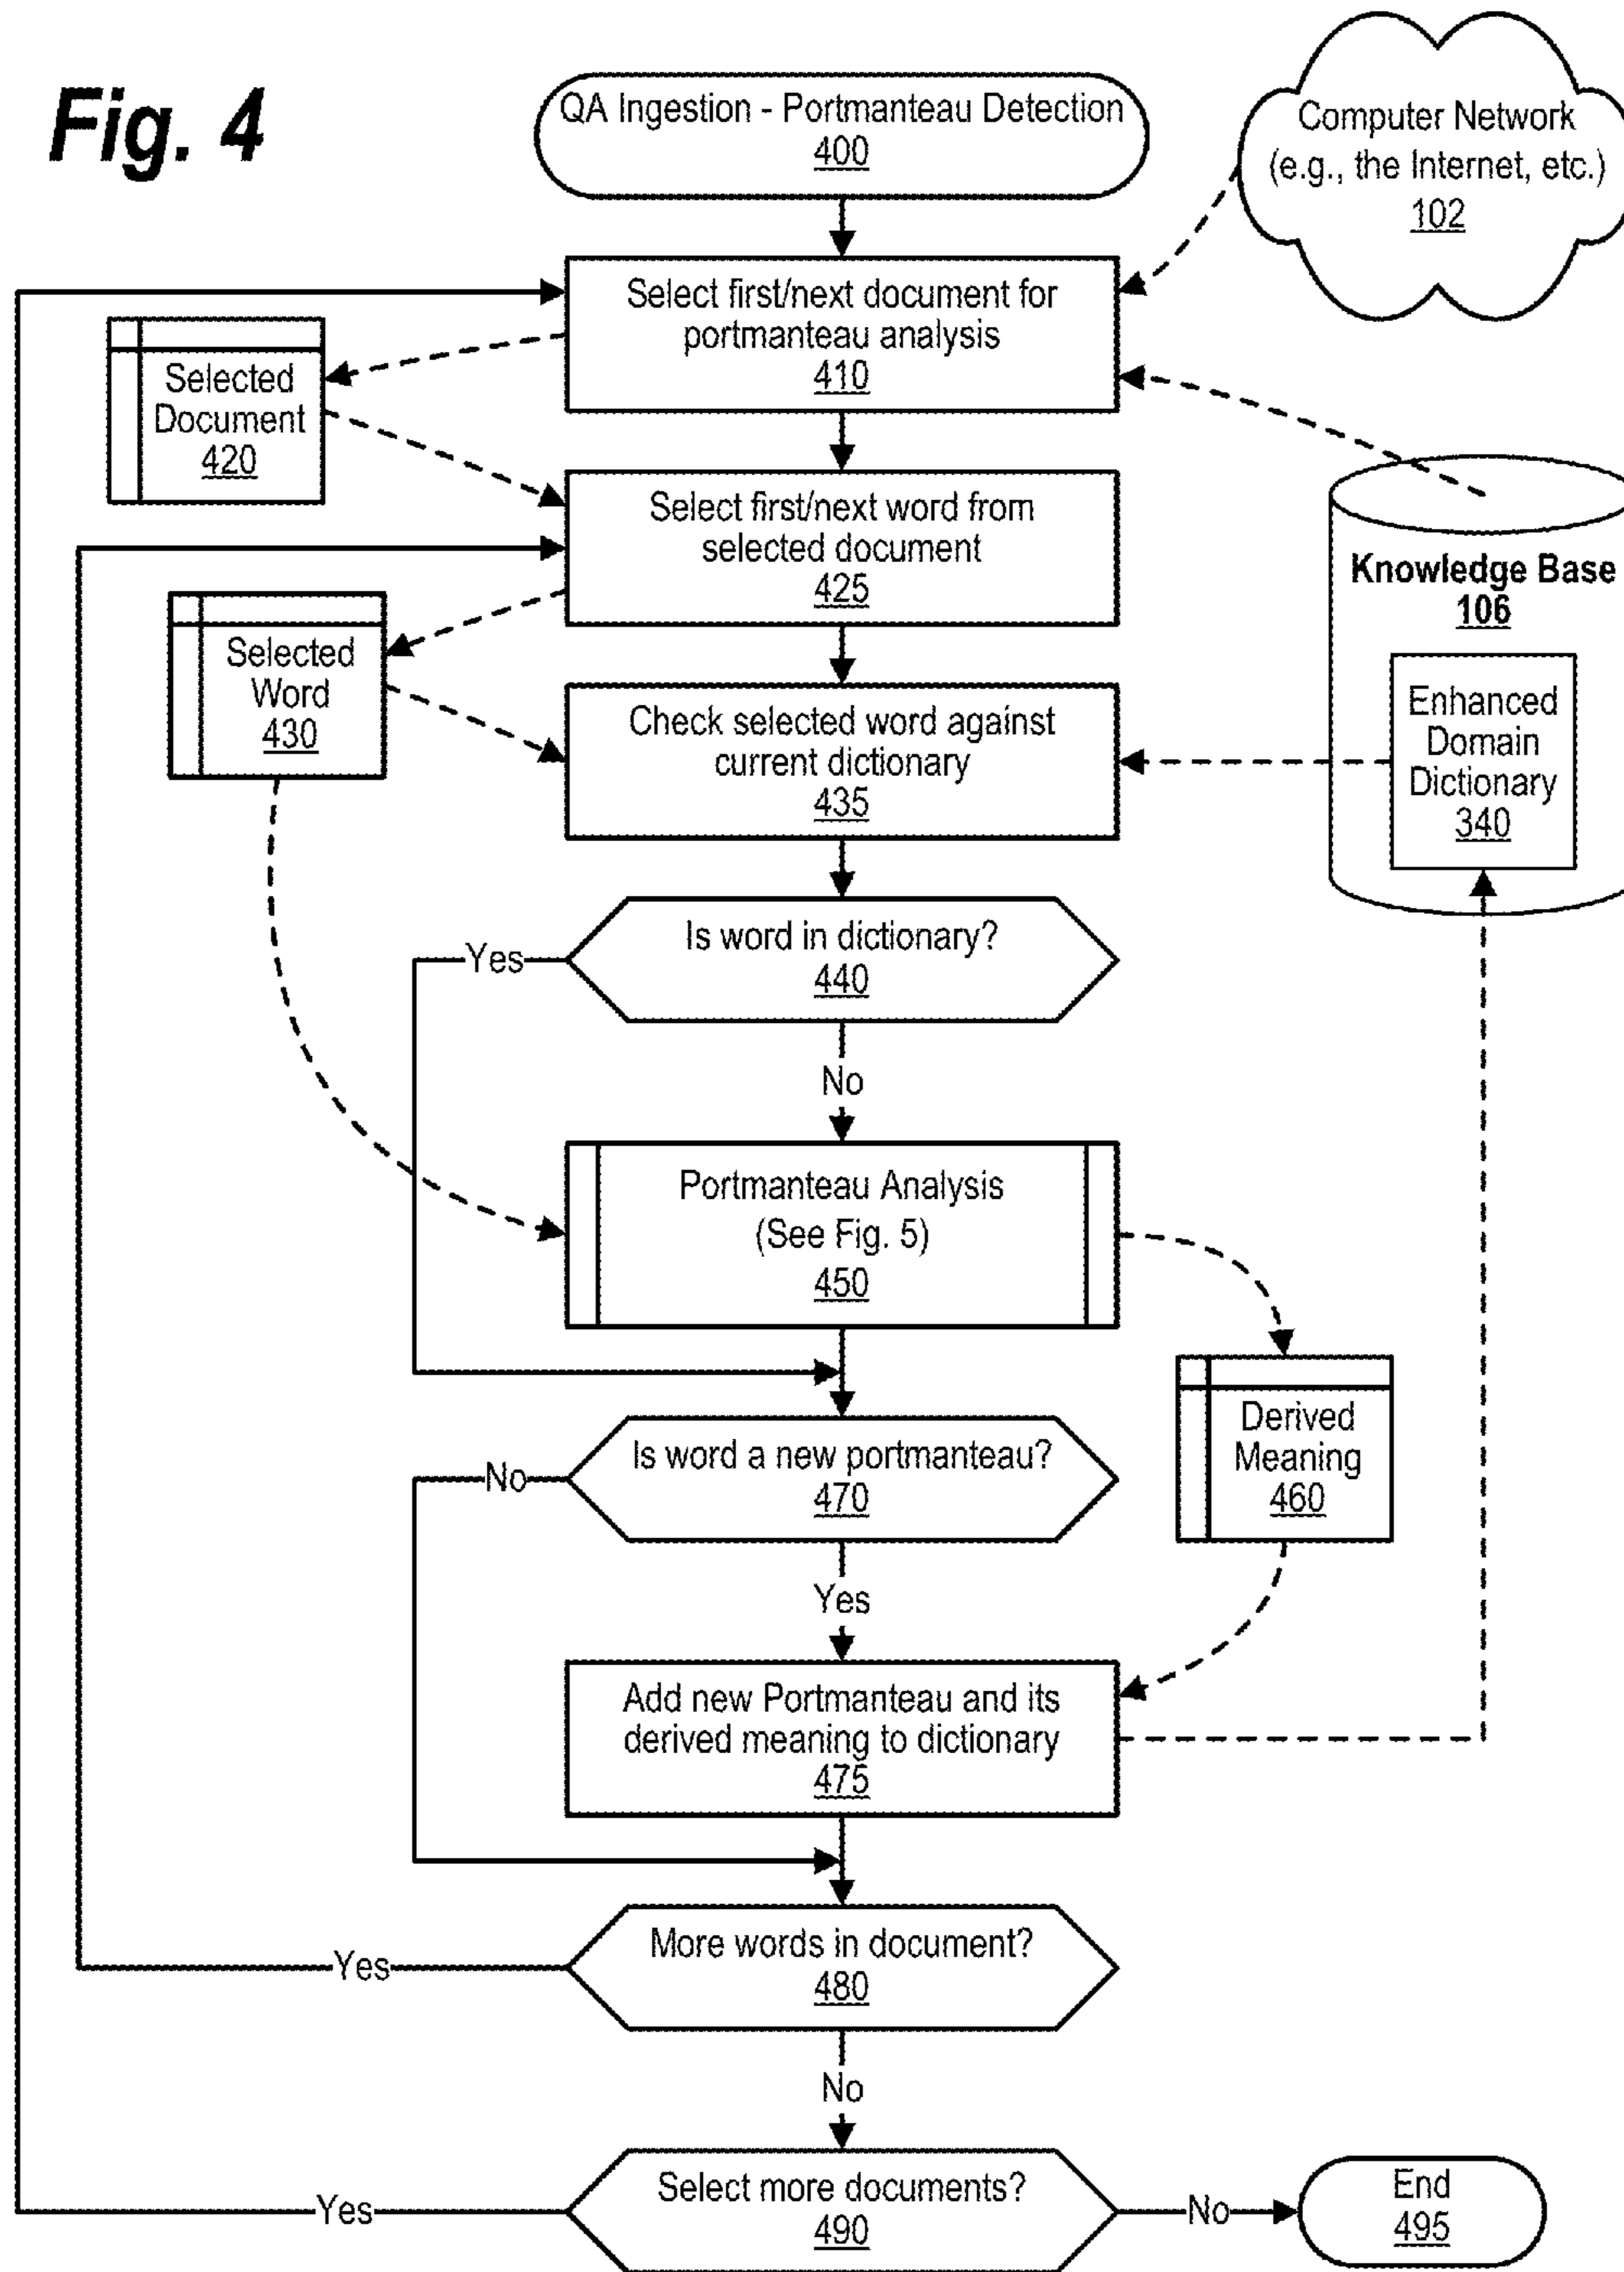 Fig. 4
QA Ingestion - Portmanteau Detection
400
Computer Network
(e.g., the Internet, etc.)
102
Select first/next document for
portmanteau analysis
410
Selected
Document
420
Select first/next word from
selected document
425
Knowledge Base
106
Selected
Word
430
Enhanced
Domain
Dictionary
340
Check selected word against
current dictionary
435
Is word in dictionary?
440
Yes
No
Portmanteau Analysis
(See Fig. 5)
450
Derived
Meaning
460
Is word a new portmanteau?
470
No
Yes
Add new Portmanteau and its
derived meaning to dictionary
475
More words in document?
480
Yes
No
Select more documents?
490
Yes
No
End
495